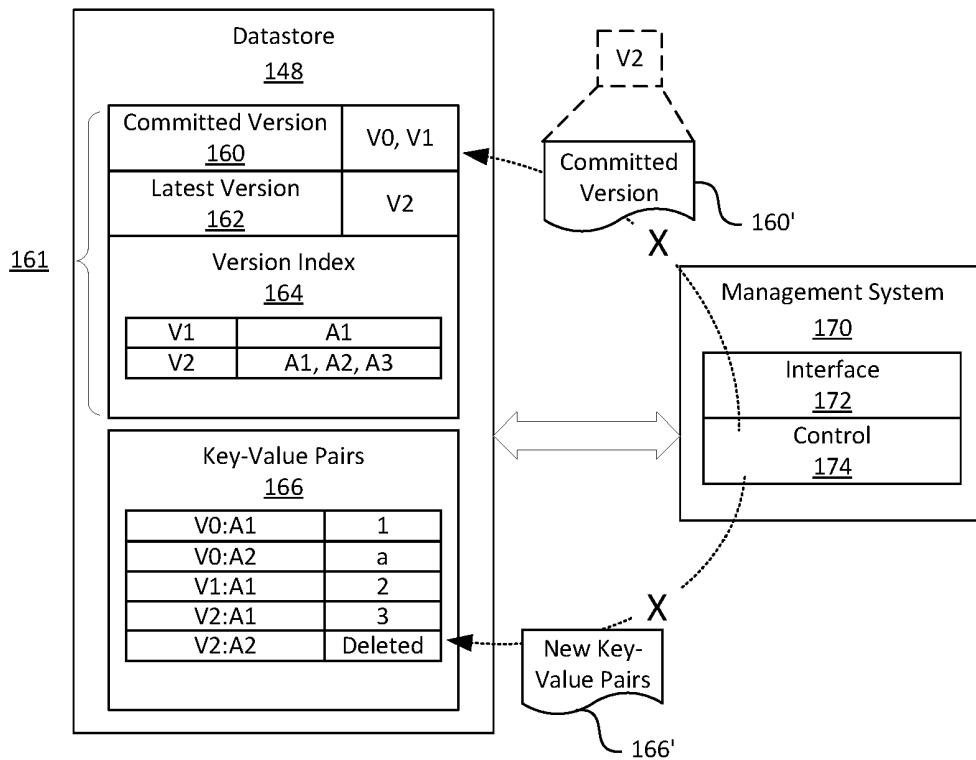 Datastore
148
Committed Version
160
V0, V1
Latest Version
162
V2
161
Version Index
164
V1 A1
V2 A1, A2, A3
Key-Value Pairs
166
V0:A1 1
V0:A2 a
V1:A1 2
V2:A1 3
V2:A2 Deleted
V2
Committed
Version
160'
X
Management System
170
Interface
172
Control
174
X
New Key-
Value Pairs
166'